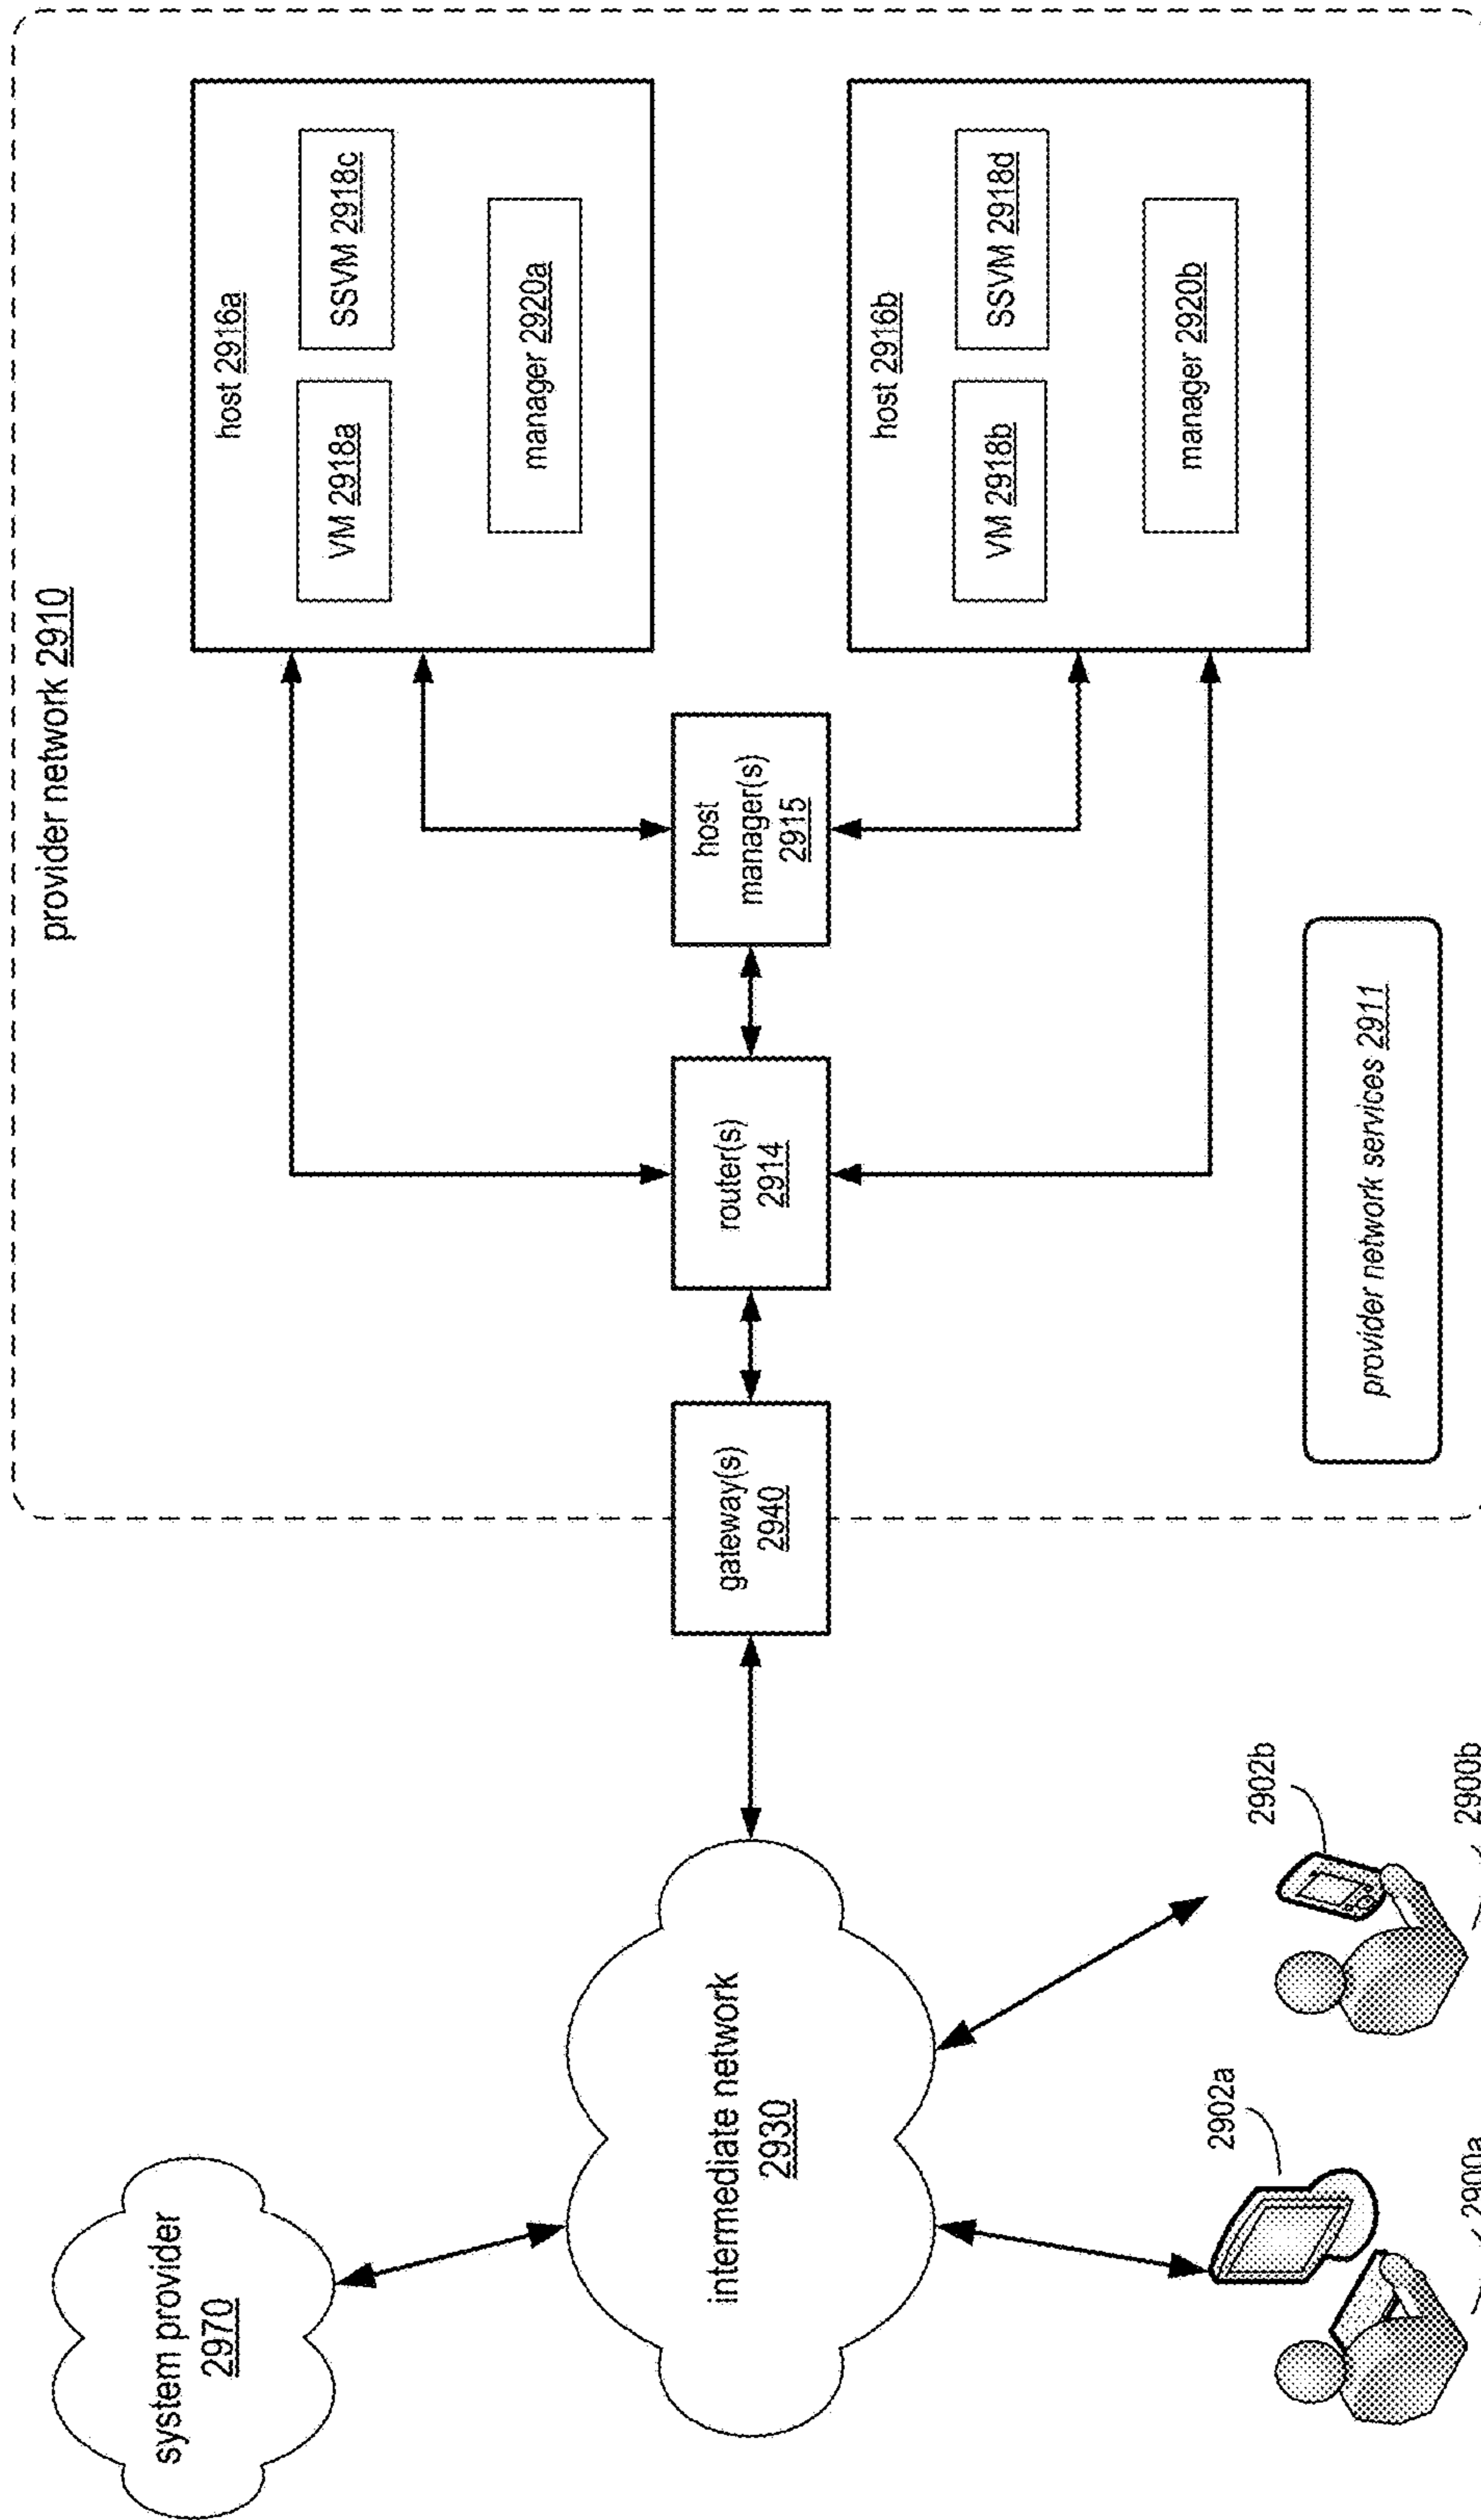 provider network 2910
host 2916a
VM 2918a
SSVM 2918c
manager 2920a
host 2916b
VM 2918b
SSVM 2918d
manager 2920b
host
manager(s)
2915
router(s)
2914
gateway(s)
2940
provider network services 2911
system provider
2970
intermediate network
2930
2902a
2902b
2900a
2900b